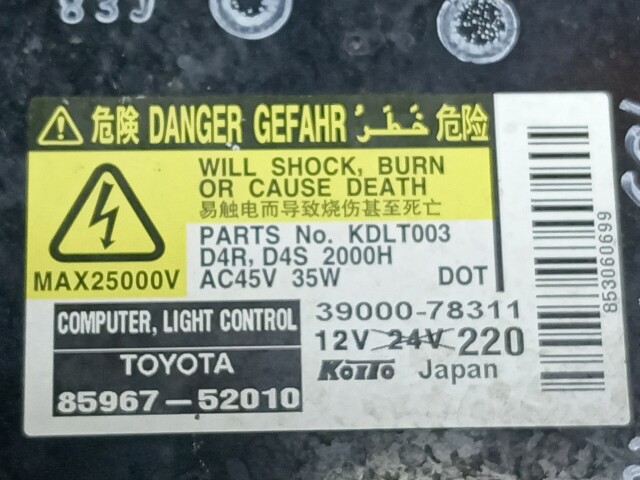 83J
危険 DANGER GEFAHR خَطَرْ 危险
WILL SHOCK, BURN
OR CAUSE DEATH
易触电而导致烧伤甚至死亡
MAX25000V
PARTS No. KDLT003
D4R, D4S 2000H
AC45V 35W DOT
COMPUTER, LIGHT CONTROL
TOYOTA
85967-52010
39000-78311
12V 24V 220
KOITO Japan
853060699